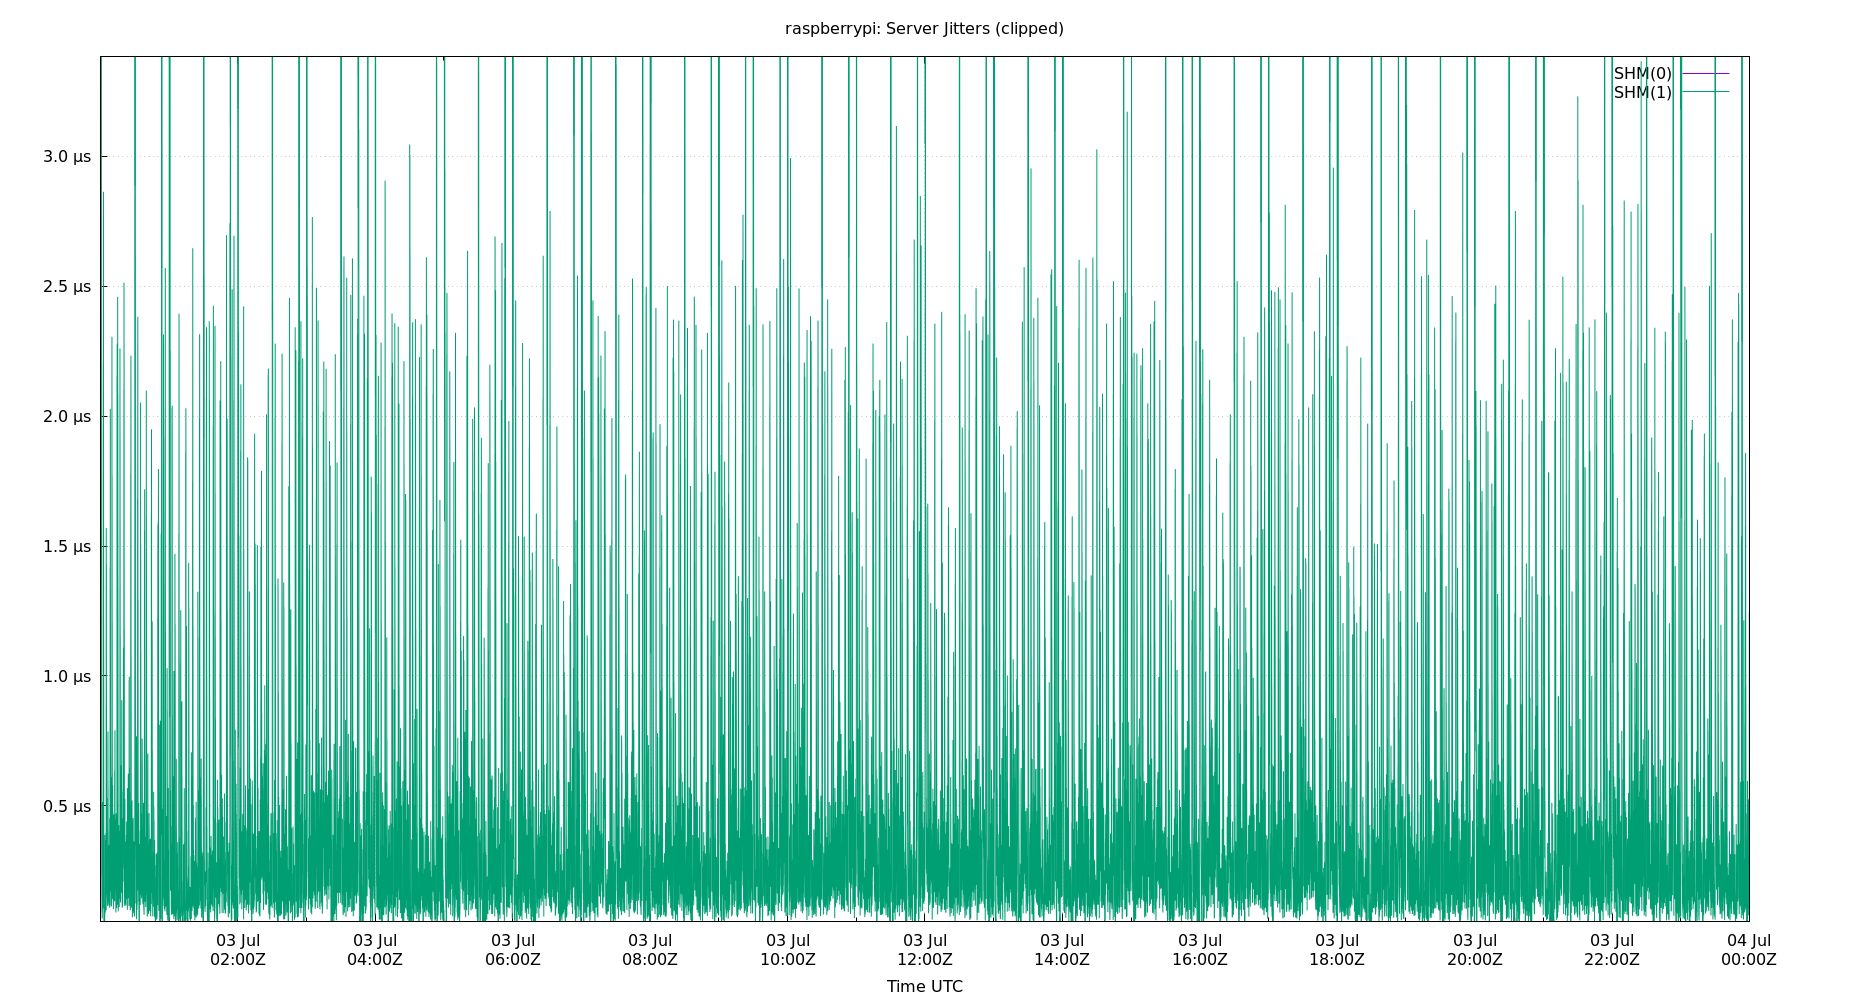 raspberrypi: Server Jitters (clipped)
SHM(0)
SHM(1)
3.0 µs
2.5 µs
2.0 µs
1.5 µs
1.0 µs
0.5 µs
03 Jul 03 Jul 03 Jul 03 Jul 03 Jul 03 Jul 03 Jul 03 Jul 03 Jul 03 Jul 03 Jul 04 Jul
02:00Z 04:00Z 06:00Z 08:00Z 10:00Z 12:00Z 14:00Z 16:00Z 18:00Z 20:00Z 22:00Z 00:00Z
Time UTC